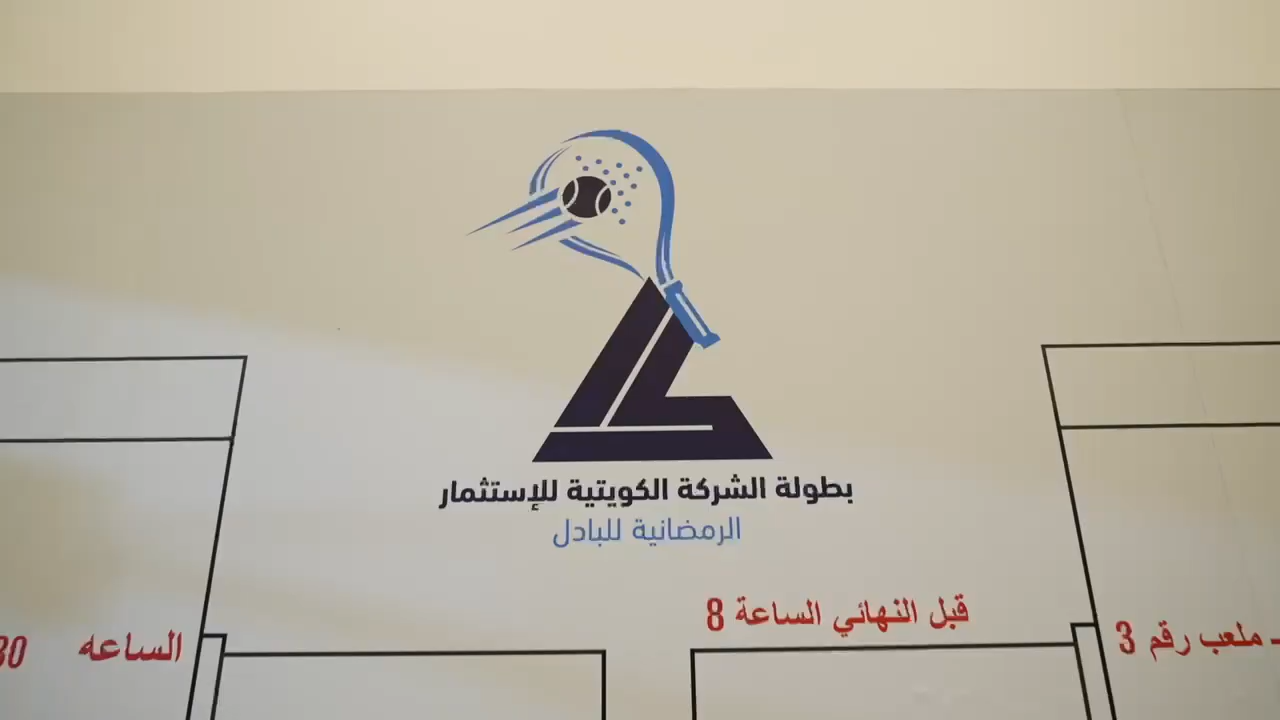 بطولة الشركة الكويتية للإستثمار
الرمضانية للبادل
قبل النهائي الساعة 8
- ملعب رقم 3
الساعه